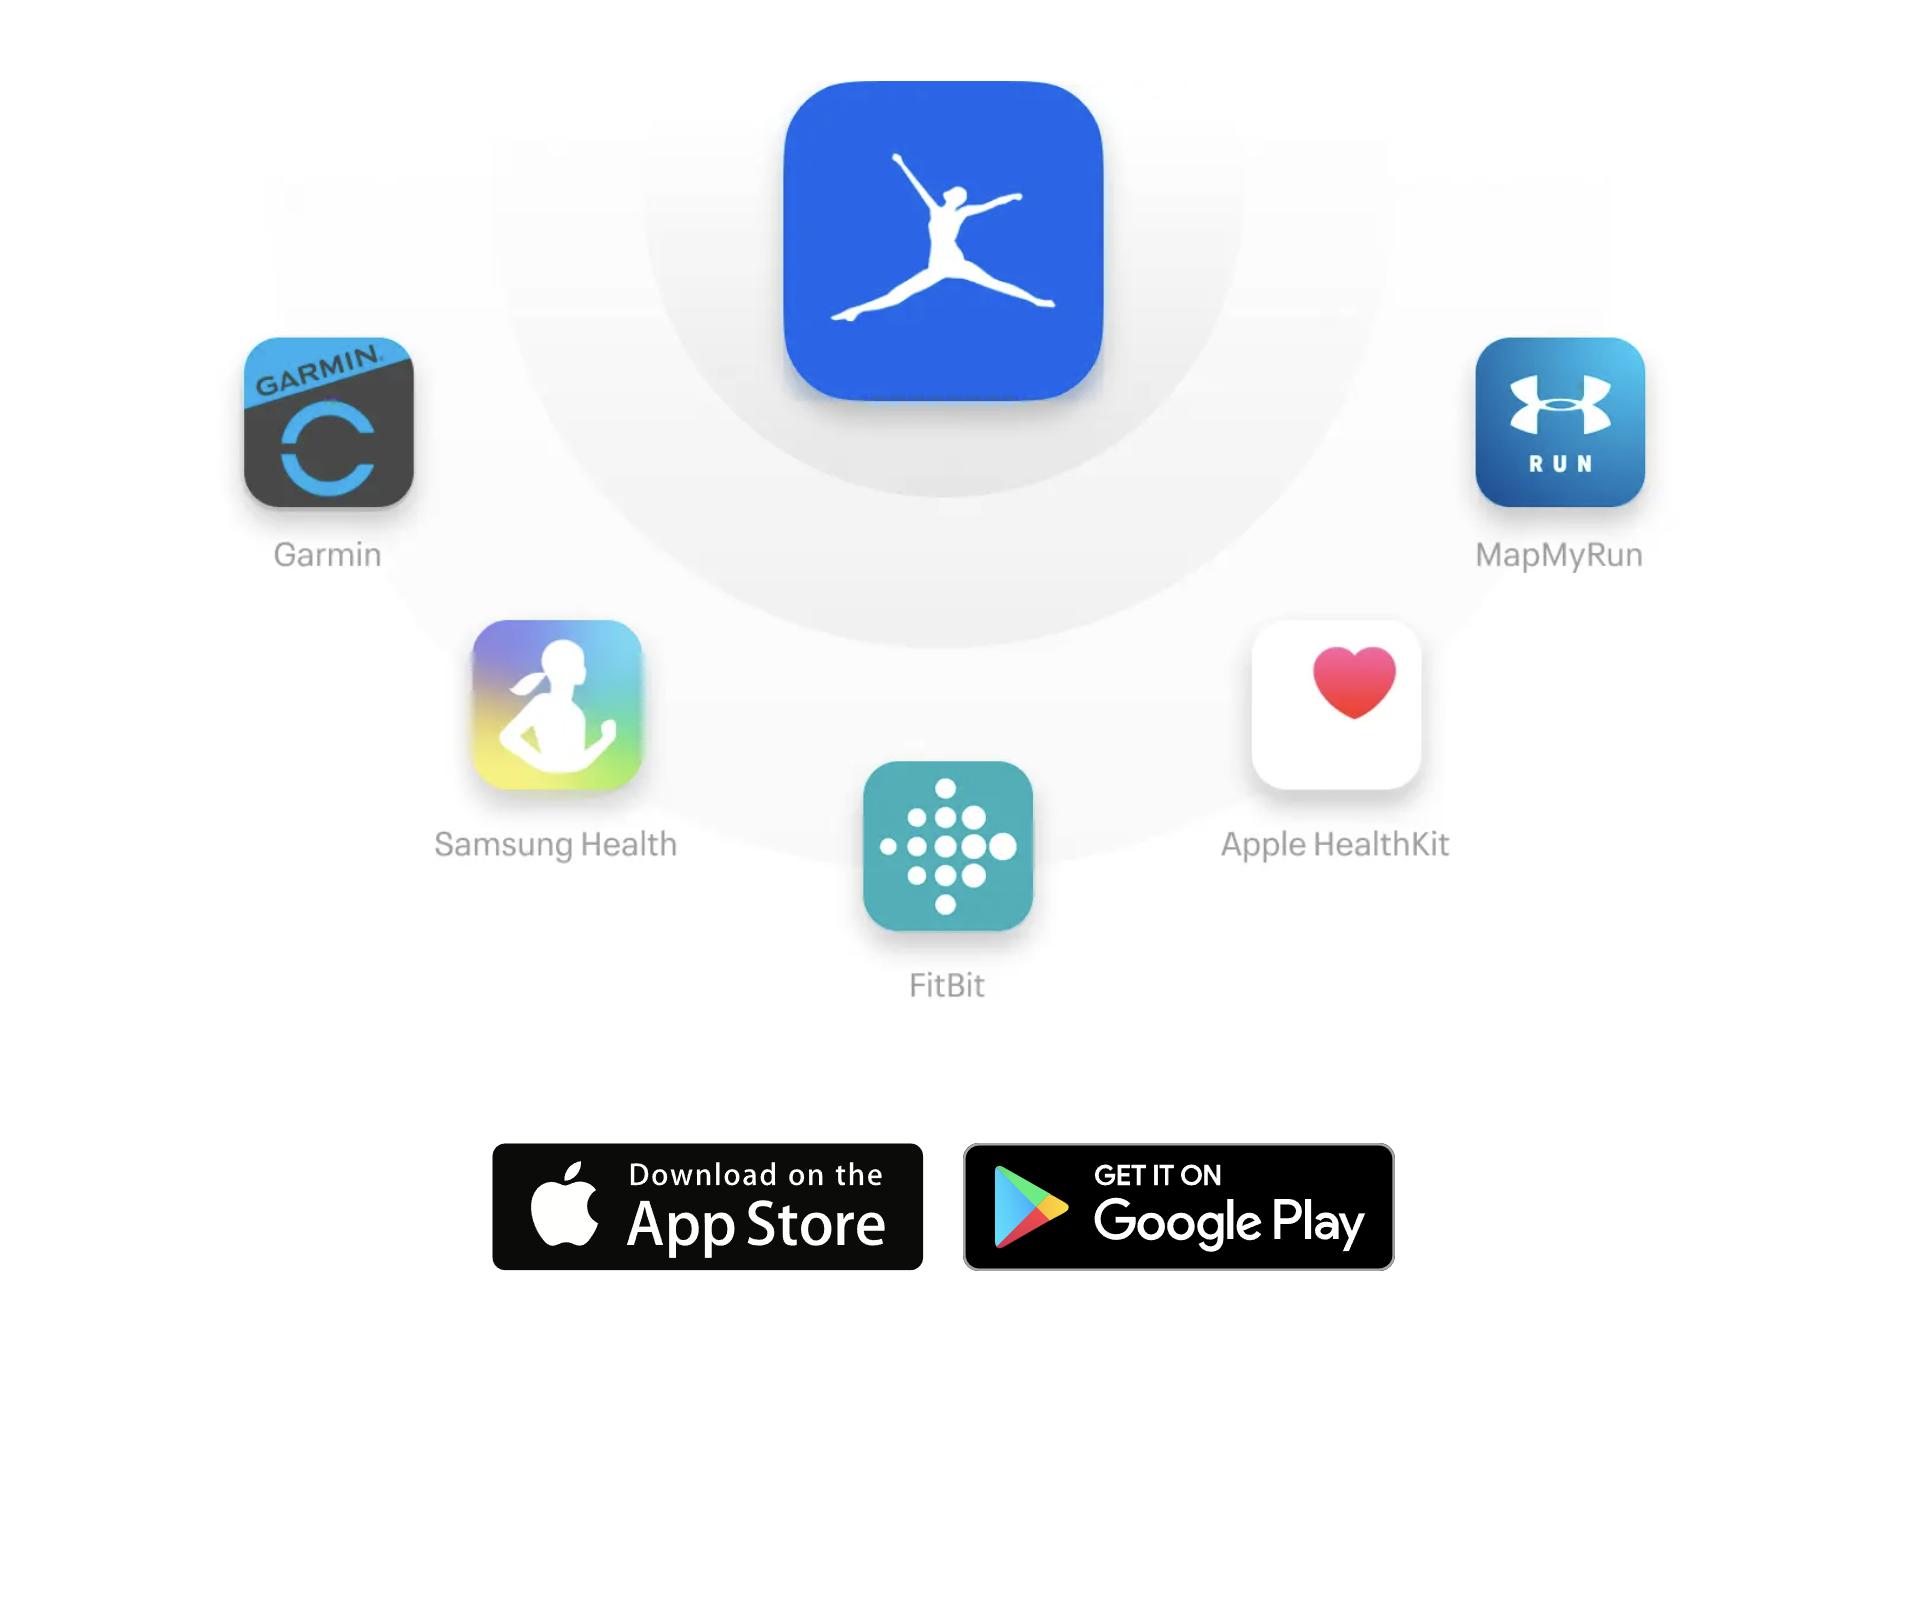 GARMIN
Garmin
RUN
MapMyRun
Samsung Health
Apple HealthKit
FitBit
Download on the
App Store
GET IT ON
Google Play